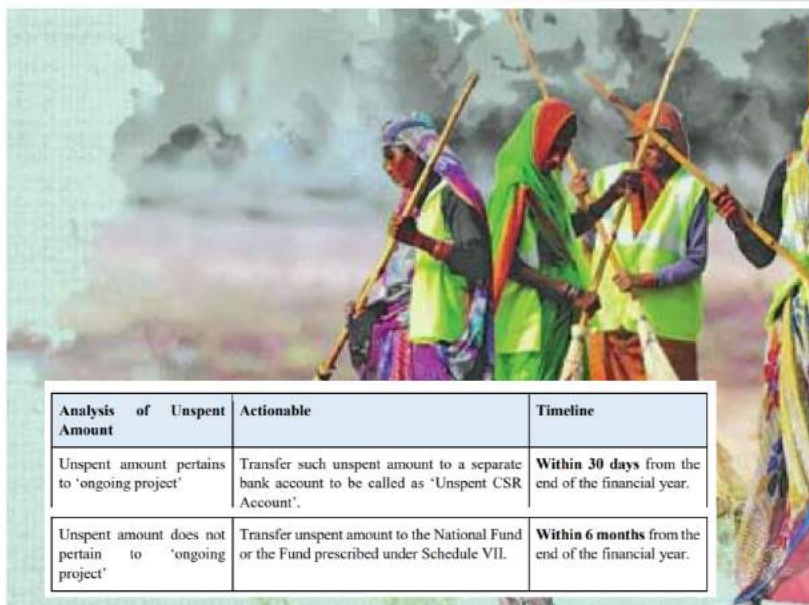 Analysis of Unspent Amount
Actionable
Timeline
Unspent amount pertains
to ‘ongoing project’
Transfer such unspent amount to a separate
bank account to be called as ‘Unspent CSR
Account’.
Within 30 days from the
end of the financial year.
Unspent amount does not
pertain to ‘ongoing
project’
Transfer unspent amount to the National Fund
or the Fund prescribed under Schedule VII.
Within 6 months from the
end of the financial year.